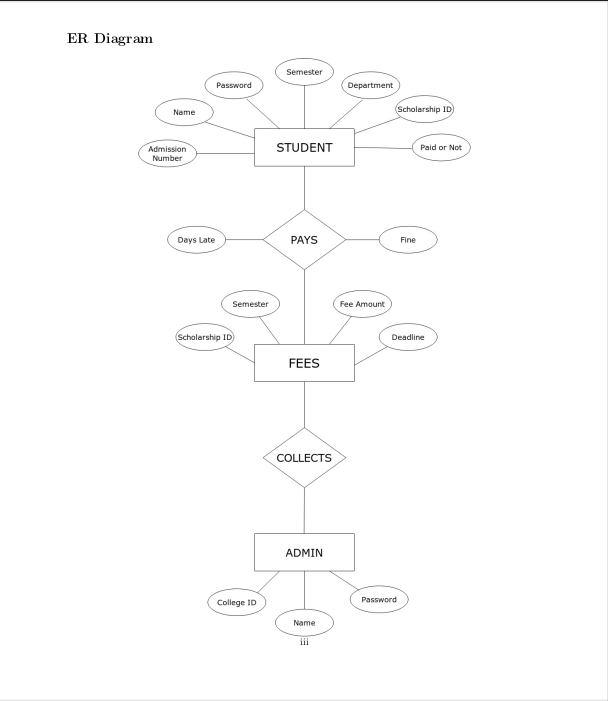 ER Diagram
Semester
Password
Department
Name
Scholarship ID
Admission
Number
STUDENT
Paid or Not
Days Late
PAYS
Fine
Semester
Fee Amount
Scholarship ID
Deadline
FEES
COLLECTS
ADMIN
College ID
Password
Name
iii